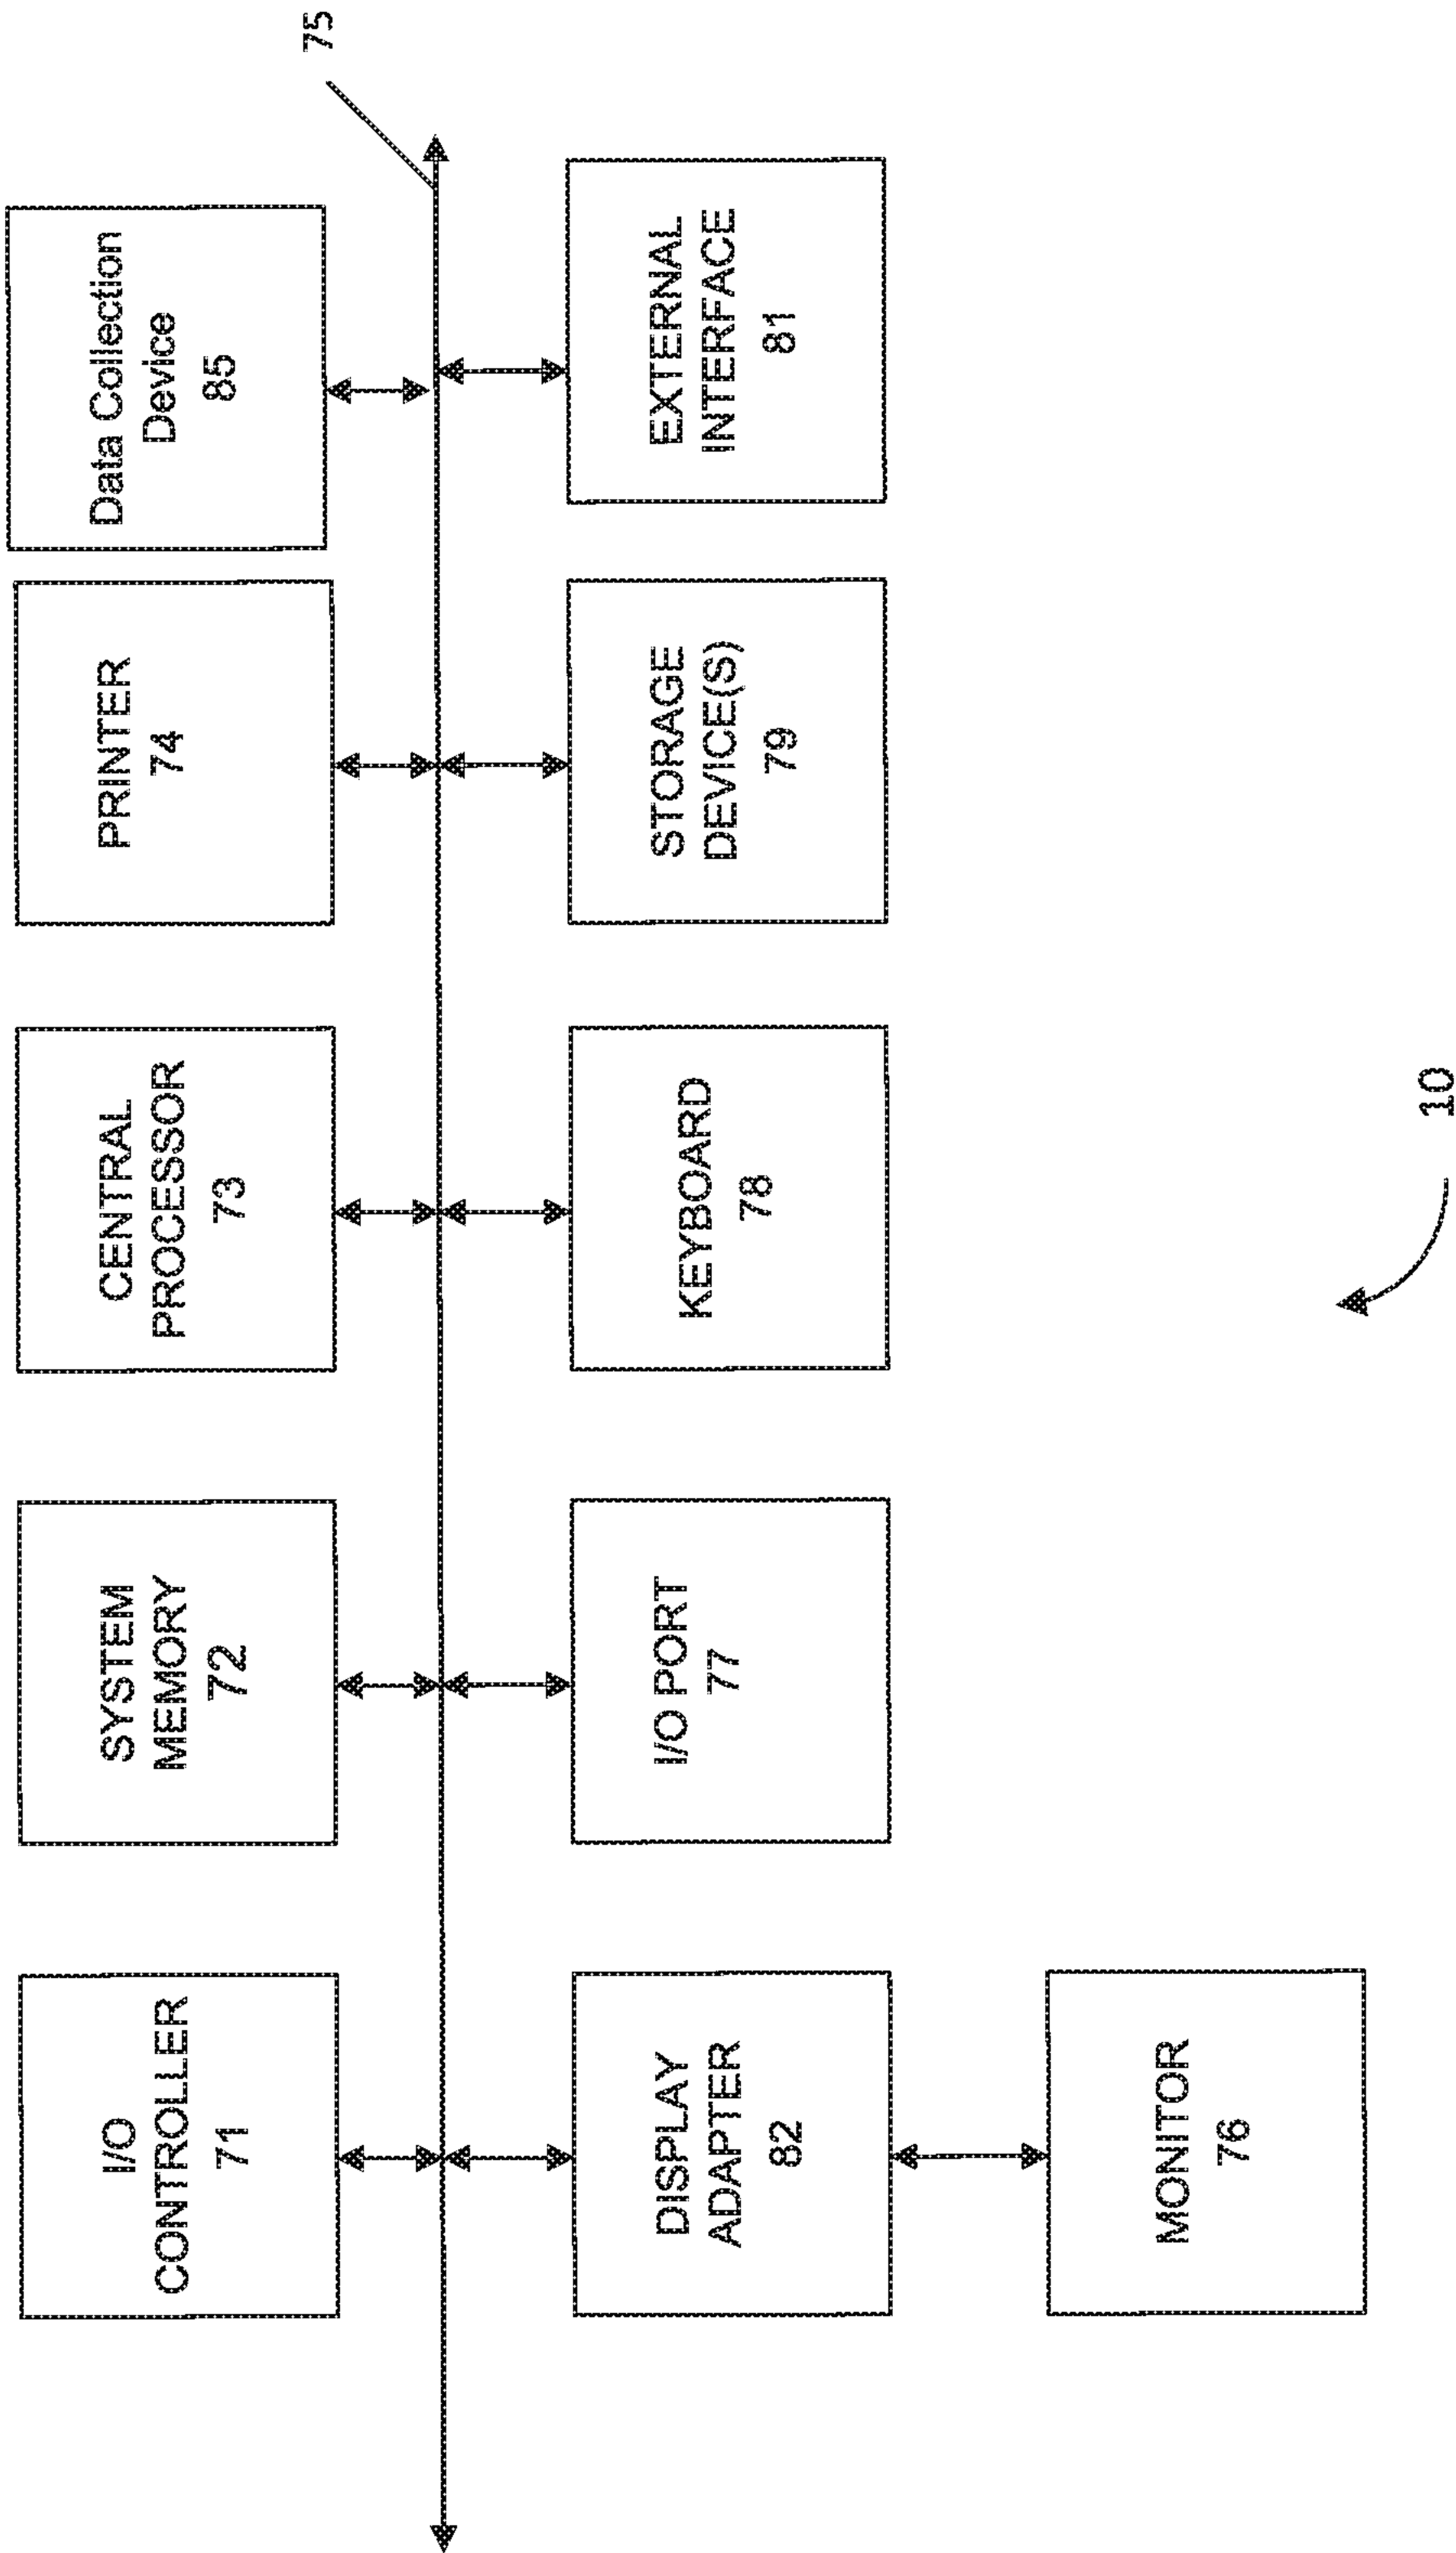 75
I/O
CONTROLLER
71
SYSTEM
MEMORY
72
CENTRAL
PROCESSOR
73
PRINTER
74
Data Collection
Device
85
DISPLAY
ADAPTER
82
I/O PORT
77
KEYBOARD
78
STORAGE
DEVICE(S)
79
EXTERNAL
INTERFACE
81
MONITOR
76
10